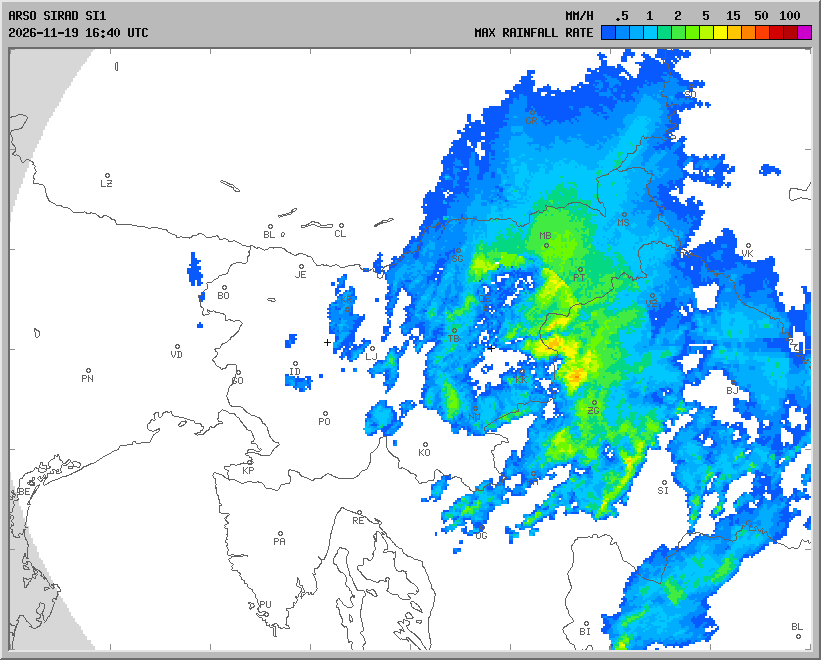 ARSO SIRAD SI1
MM/H .5 1 2 5 15 50 100
2026-11-19 16:40 UTC
MAX RAINFALL RATE
LZ
BL
CL
MS
MB
JE
SG
VK
PT
BO
TB
VD
LJ
ID
PN
GO
KK
BJ
ZG
PO
KO
KP
BE
SI
RE
OG
PA
PU
BI
BL